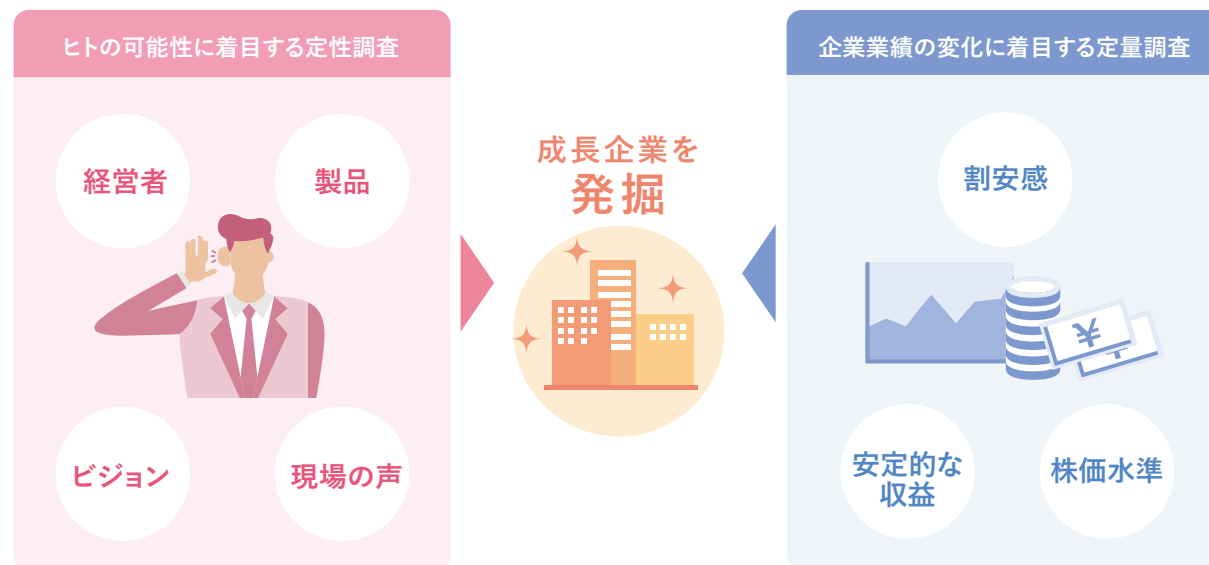 ヒトの可能性に着目する定性調査
経営者
製品
ビジョン
現場の声
成長企業を
発掘
企業業績の変化に着目する定量調査
割安感
¥
¥
安定的な
収益
株価水準